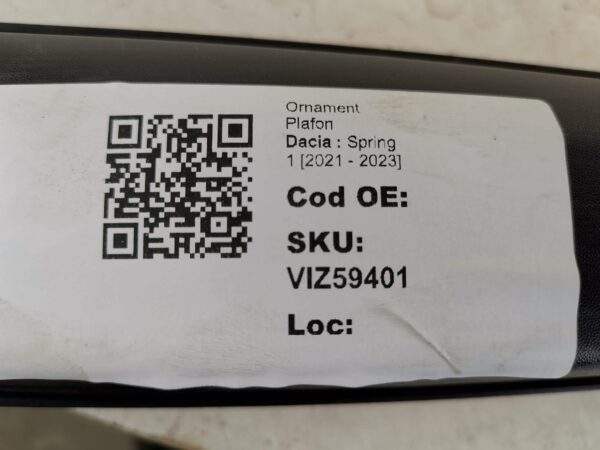 Ornament
Plafon
Dacia : Spring
1 [2021 - 2023]
Cod OE:
SKU:
VIZ59401
Loc: